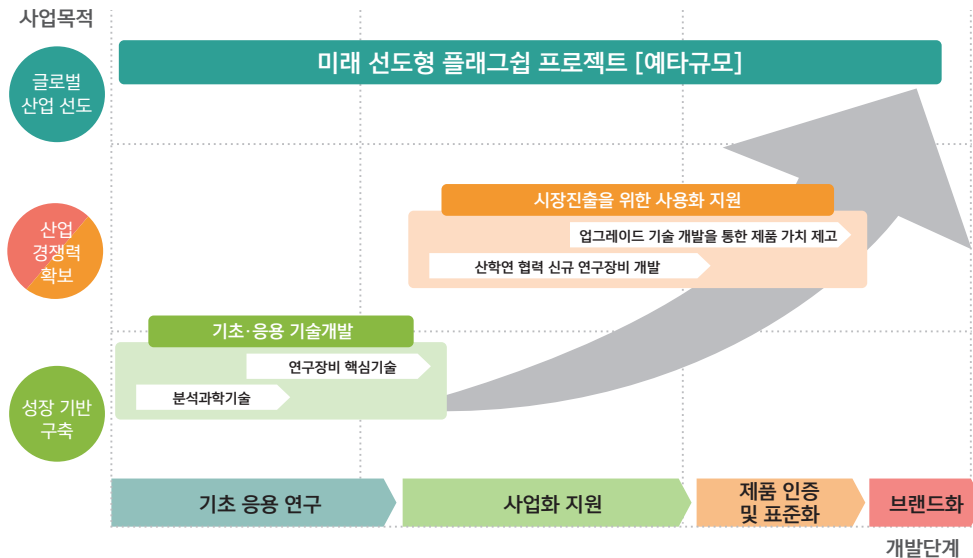 사업목적
글로벌
산업 선도
미래 선도형 플래그쉽 프로젝트 [예타규모]
산업
경쟁력
확보
시장진출을 위한 사용화 지원
업그레이드 기술 개발을 통한 제품 가치 제고
산학연 협력 신규 연구장비 개발
성장 기반
구축
기초·응용 기술개발
연구장비 핵심기술
분석과학기술
기초 응용 연구
사업화 지원
제품 인증
및 표준화
브랜드화
개발단계